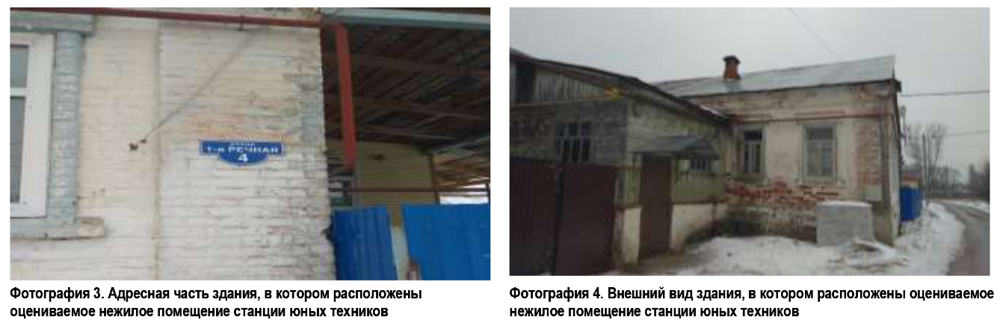 улица
1-я РЕЧНАЯ
4
Фотография 3. Адресная часть здания, в котором расположены
оцениваемое нежилое помещение станции юных техников
Фотография 4. Внешний вид здания, в котором расположены оцениваемое
нежилое помещение станции юных техников